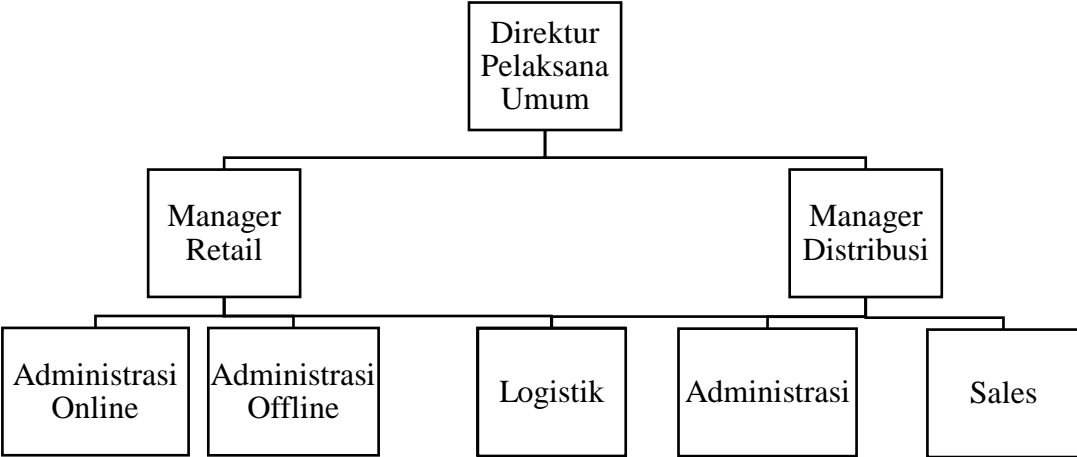 Direktur
Pelaksana
Umum
Manager
Retail
Manager
Distribusi
Administrasi
Online
Administrasi
Offline
Logistik
Administrasi
Sales